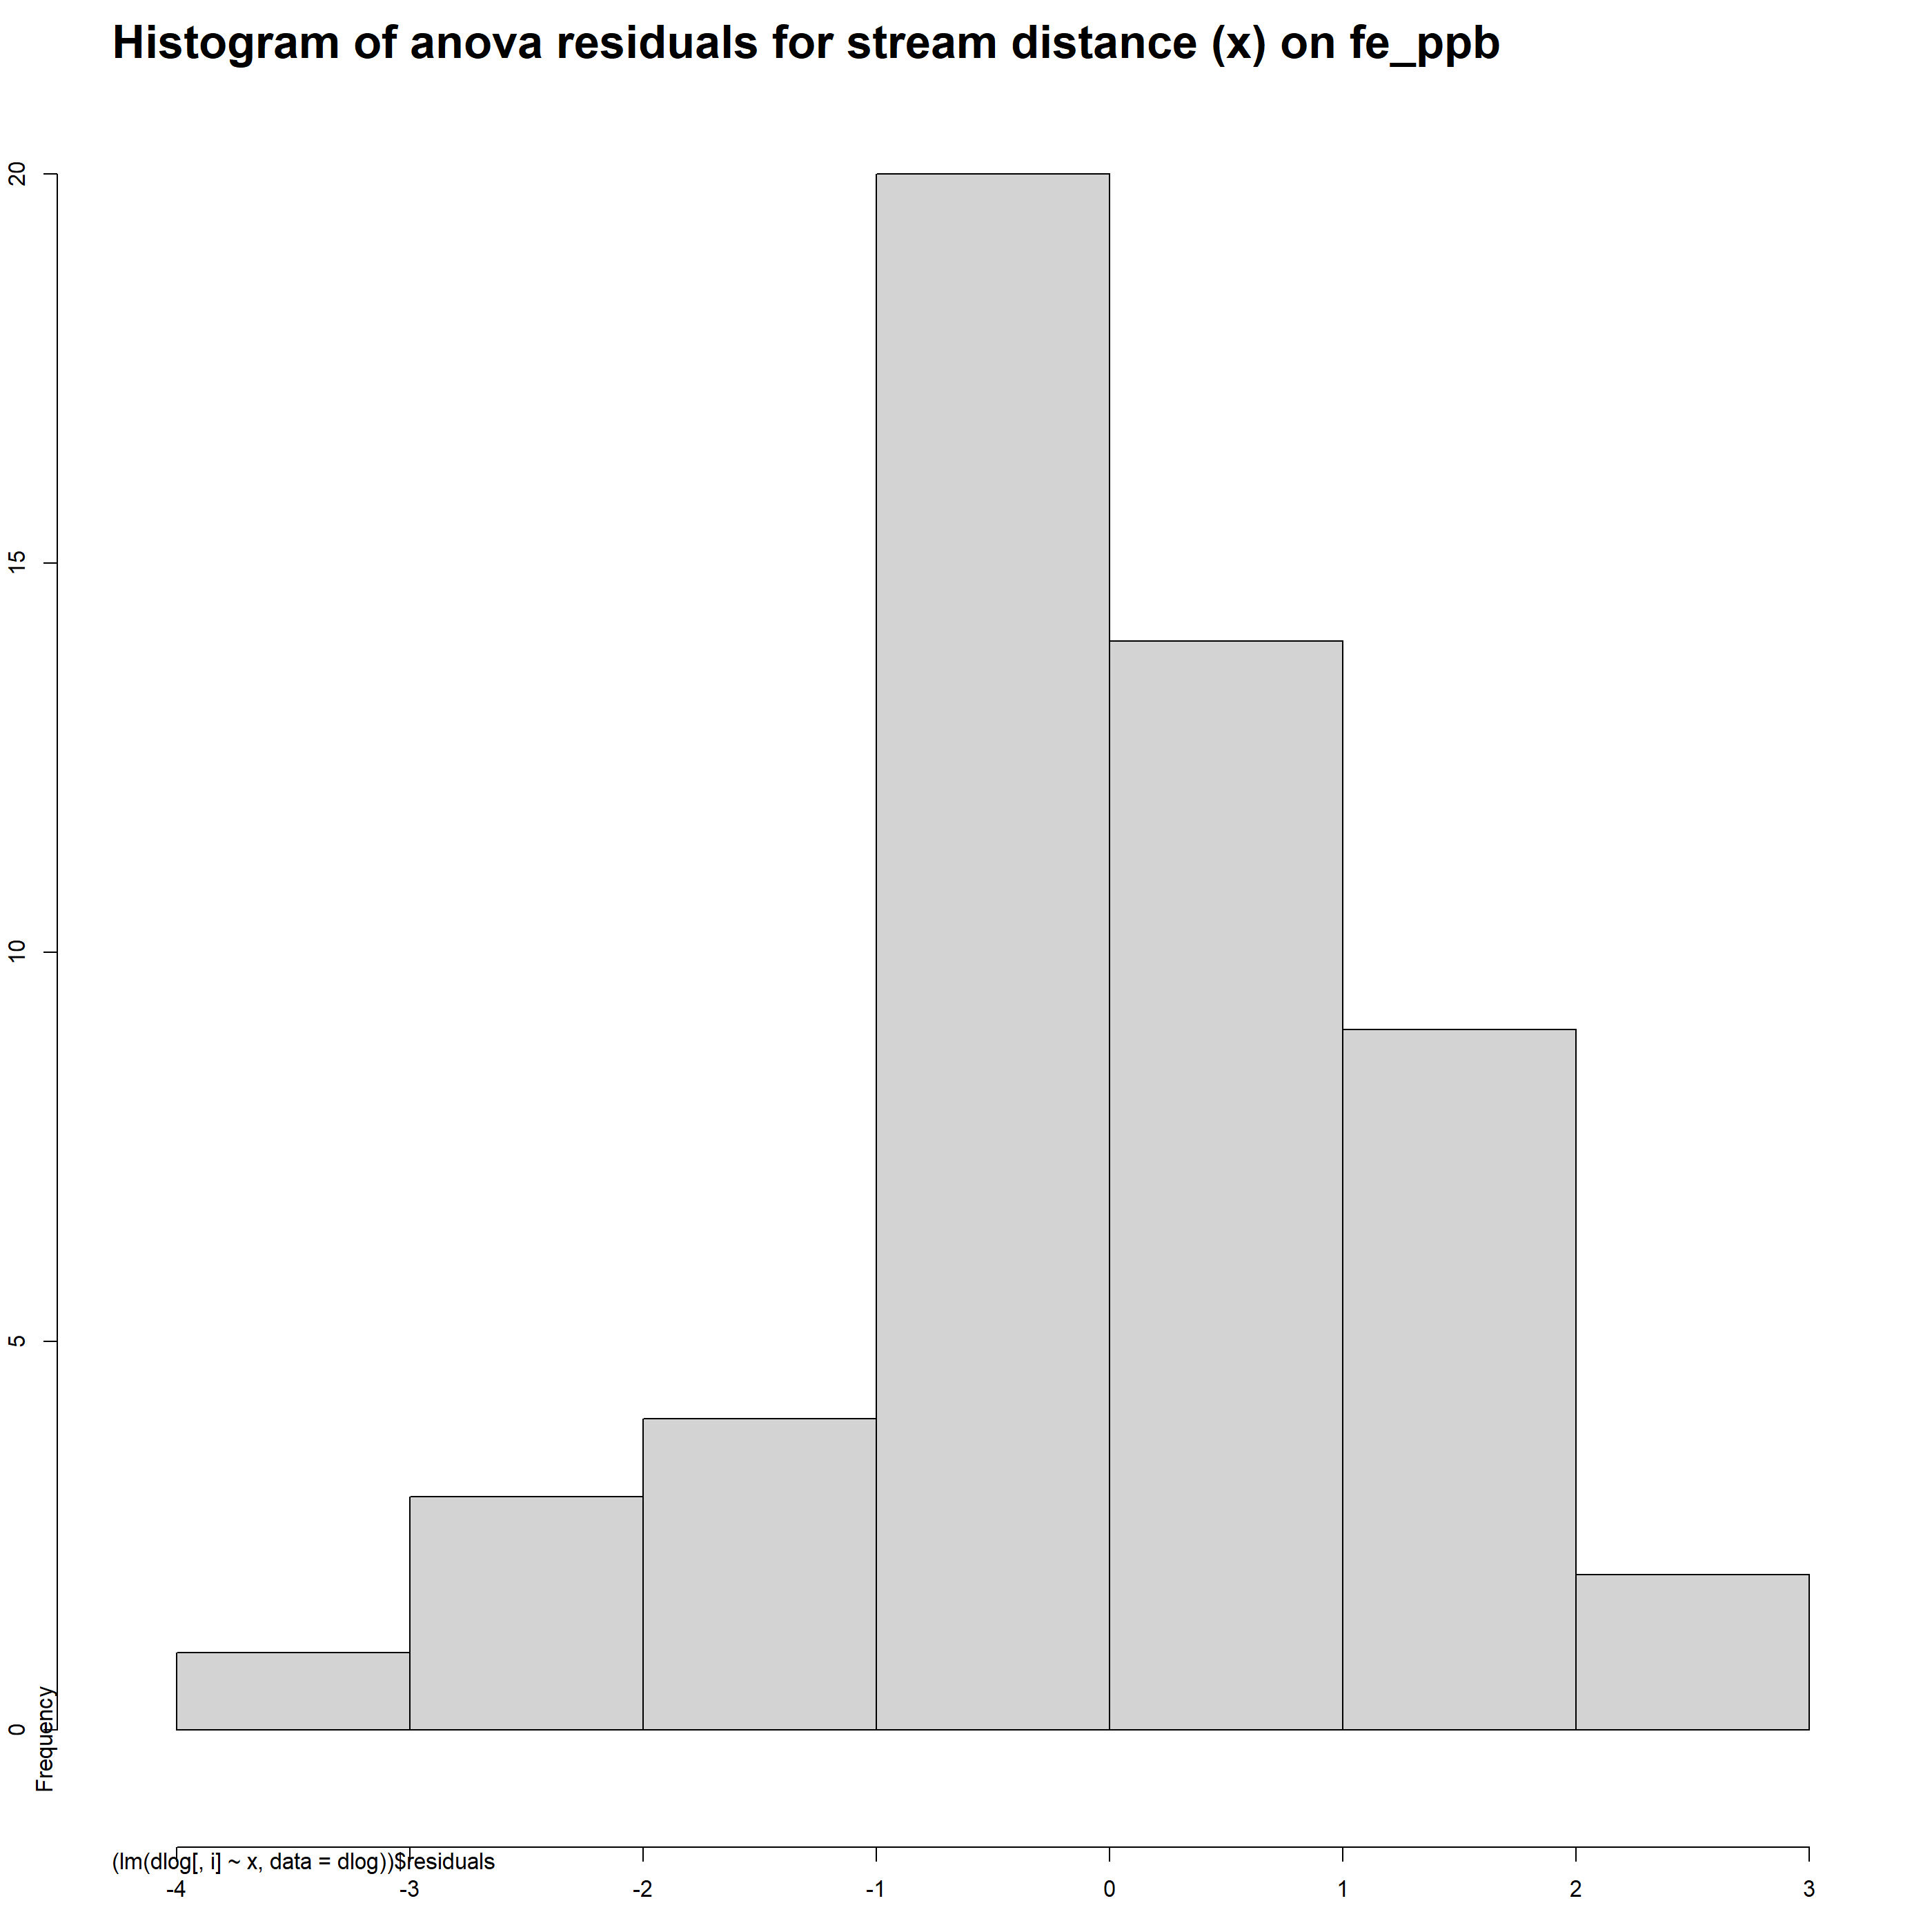 Histogram of anova residuals for stream distance (x) on fe_ppb
20
15
10
5
0
Frequency
(lm(dlog[, i] ~ x, data = dlog))$residuals
-4 -3 -2 -1 0 1 2 3